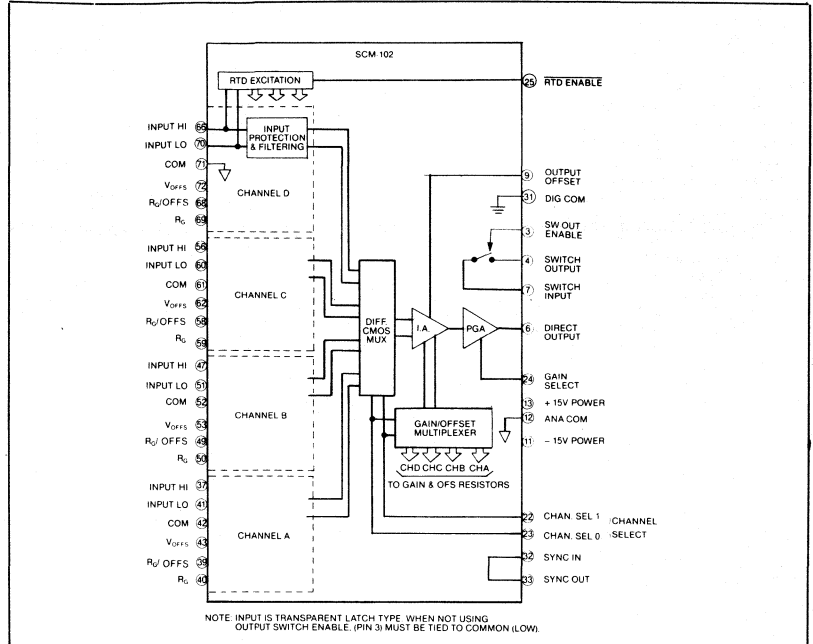 SCM-102
RTD EXCITATION
25 RTD ENABLE
INPUT HI 66
INPUT LO 70
COM 71
VOFFS 72
RG/OFFS 68
RG 69
INPUT
PROTECTION
& FILTERING
CHANNEL D
INPUT HI 56
INPUT LO 60
COM 61
VOFFS 62
RG/OFFS 58
RG 59
CHANNEL C
INPUT HI 47
INPUT LO 51
COM 52
VOFFS 53
RG/ OFFS 49
RG 50
CHANNEL B
INPUT HI 37
INPUT LO 41
COM 42
VOFFS 43
RG/ OFFS 39
RG 40
CHANNEL A
DIFF.
CMOS
MUX
I.A.
PGA
GAIN/OFFSET
MULTIPLEXER
CHD CHC CHB CHA
TO GAIN & OFS RESISTORS
9 OUTPUT
OFFSET
31 DIG COM
3 SW OUT
ENABLE
4 SWITCH
OUTPUT
7 SWITCH
INPUT
6 DIRECT
OUTPUT
24 GAIN
SELECT
13 + 15V POWER
12 ANA COM
11 - 15V POWER
22 CHAN. SEL 1
23 CHAN. SEL 0
CHANNEL
SELECT
32 SYNC IN
33 SYNC OUT
NOTE: INPUT IS TRANSPARENT LATCH TYPE. WHEN NOT USING
OUTPUT SWITCH ENABLE, (PIN 3) MUST BE TIED TO COMMON (LOW).